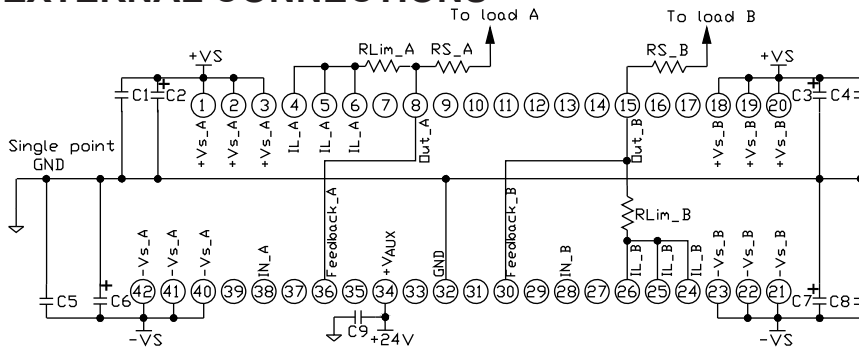 EXTERNAL CONNECTIONS
To load A
To load B
+VS
RLim_A
RS_A
RS_B
+VS
C1
C2
C3
C4
1 2 3 4 5 6 7 8 9 10 11 12 13 14 15 16 17 18 19 20
+Vs_A
+Vs_A
+Vs_A
IL_A
IL_A
IL_A
Out_A
Out_B
+Vs_B
+Vs_B
+Vs_B
Single point
GND
RLim_B
-Vs_A
-Vs_A
-Vs_A
IN_A
Feedback_A
+VAUX
GND
Feedback_B
IN_B
IL_B
IL_B
IL_B
-Vs_B
-Vs_B
-Vs_B
42 41 40 39 38 37 36 35 34 33 32 31 30 29 28 27 26 25 24 23 22 21
C5
C6
C7
C8
C9
-VS
+24V
-VS